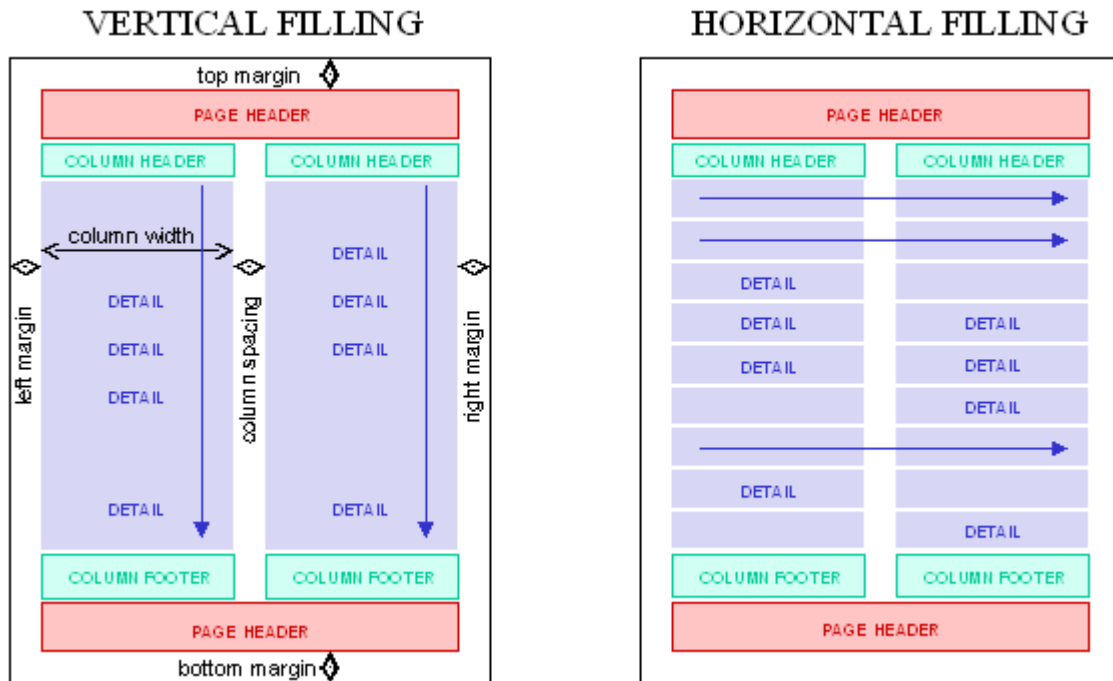 VERTICAL FILLING
top margin
PAGE HEADER
COLUMN HEADER COLUMN HEADER
column width
DETAIL
left margin
column spacing
right margin
DETAIL DETAIL
DETAIL DETAIL
DETAIL
DETAIL DETAIL
COLUMN FOOTER COLUMN FOOTER
PAGE HEADER
bottom margin
HORIZONTAL FILLING
PAGE HEADER
COLUMN HEADER COLUMN HEADER
DETAIL
DETAIL DETAIL
DETAIL DETAIL
DETAIL
DETAIL
DETAIL
COLUMN FOOTER COLUMN FOOTER
PAGE HEADER